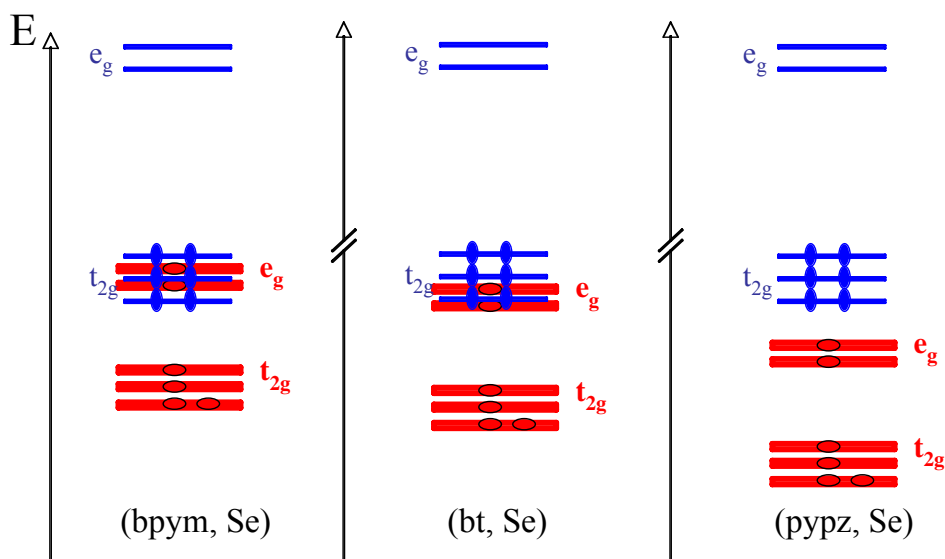 E
e_g
t_2g
e_g
t_2g
(bpym, Se)
e_g
t_2g
e_g
t_2g
(bt, Se)
e_g
t_2g
e_g
t_2g
(pypz, Se)